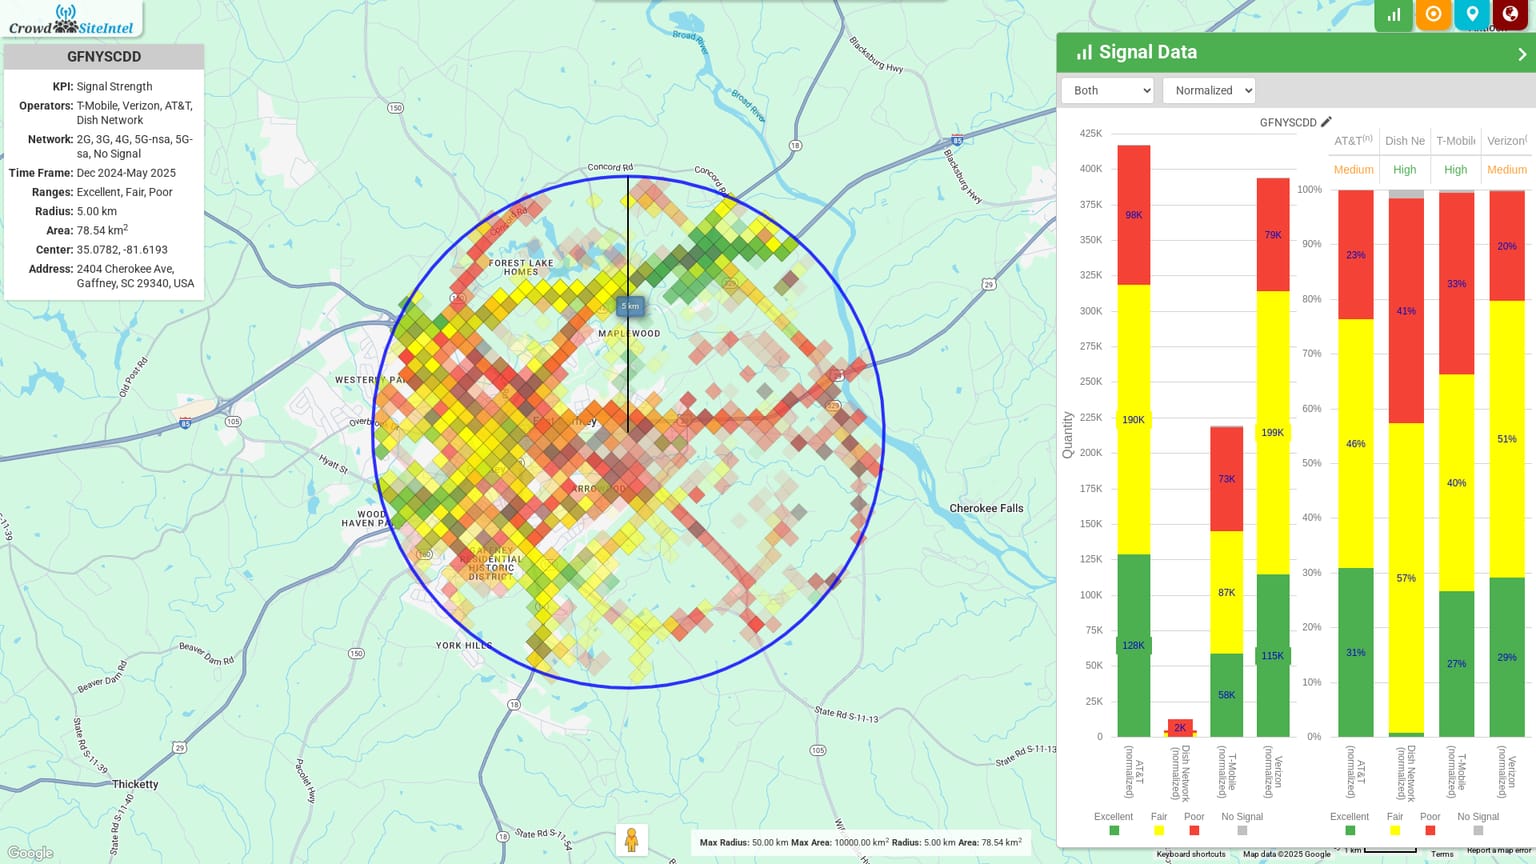 Crowd SiteIntel
GFNYSCDD
KPI: Signal Strength
Operators: T-Mobile, Verizon, AT&T,
Dish Network
Network: 2G, 3G, 4G, 5G-nsa, 5G-
sa, No Signal
Time Frame: Dec 2024-May 2025
Ranges: Excellent, Fair, Poor
Radius: 5.00 km
Area: 78.54 km²
Center: 35.0782, -81.6193
Address: 2404 Cherokee Ave,
Gaffney, SC 29340, USA
Broad River
Blacksburg Hwy
150
Broad River
85
18
Blacksburg Hwy
Concord Rd
Concord Rd
Concord Rd
FOREST LAKE
HOMES
29
329
5 km
MAPLEWOOD
Old Post Rd
WESTERLY PA
85
105
329
Hyatt St
ARROWOOD
WOOD
HAVEN PA
Cherokee Falls
S-11-39
GAFFNEY
RESIDENTIAL
HISTORIC
DISTRICT
YORK HILLS
Beaver Dam Rd
150
Beaver Dam Rd
18
State Rd S-11-13
State Rd S-11-39
29
105
State Rd S-11-13
Thicketty
Pacolet Hwy
State Rd S-11-40
18
State Rd S-11-54
Google
Max Radius: 50.00 km Max Area: 10000.00 km² Radius: 5.00 km Area: 78.54 km²
Signal Data
Both
Normalized
GFNYSCDD
Quantity
425K
400K
375K
350K
325K
300K
275K
250K
225K
200K
175K
150K
125K
100K
75K
50K
25K
0
98K
190K
128K
2K
73K
87K
58K
79K
199K
115K
AT&T (normalized)
Dish Network (normalized)
T-Mobile (normalized)
Verizon (normalized)
Excellent Fair Poor No Signal
AT&T(n) Dish Ne T-Mobile Verizon(
Medium High High Medium
100%
90%
80%
70%
60%
50%
40%
30%
20%
10%
0%
23%
46%
31%
41%
57%
33%
40%
27%
20%
51%
29%
AT&T (normalized)
Dish Network (normalized)
T-Mobile (normalized)
Verizon (normalized)
Excellent Fair Poor No Signal
Keyboard shortcuts Map data ©2025 Google 1 km Terms Report a map error